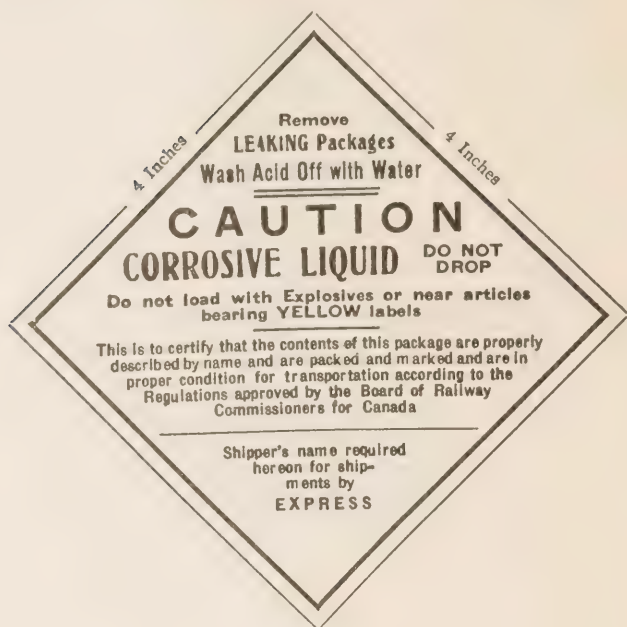 4 Inches
4 Inches
Remove
LEAKING Packages
Wash Acid Off with Water
CAUTION
CORROSIVE LIQUID DO NOT DROP
Do not load with Explosives or near articles
bearing YELLOW labels
This is to certify that the contents of this package are properly
described by name and are packed and marked and are in
proper condition for transportation according to the
Regulations approved by the Board of Railway
Commissioners for Canada
Shipper's name required
hereon for ship-
ments by
EXPRESS